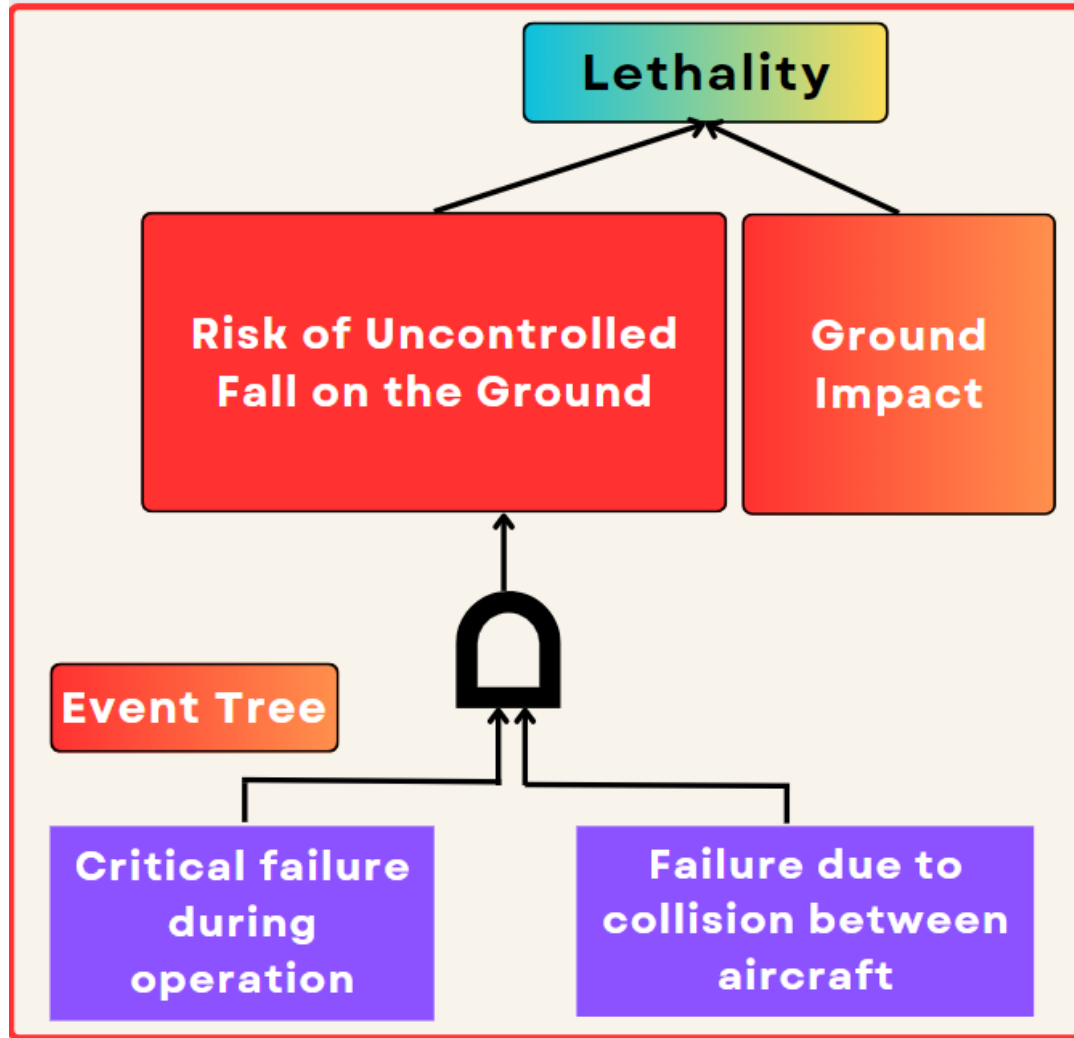 Lethality
Risk of Uncontrolled
Fall on the Ground
Ground
Impact
Event Tree
Critical failure
during
operation
Failure due to
collision between
aircraft